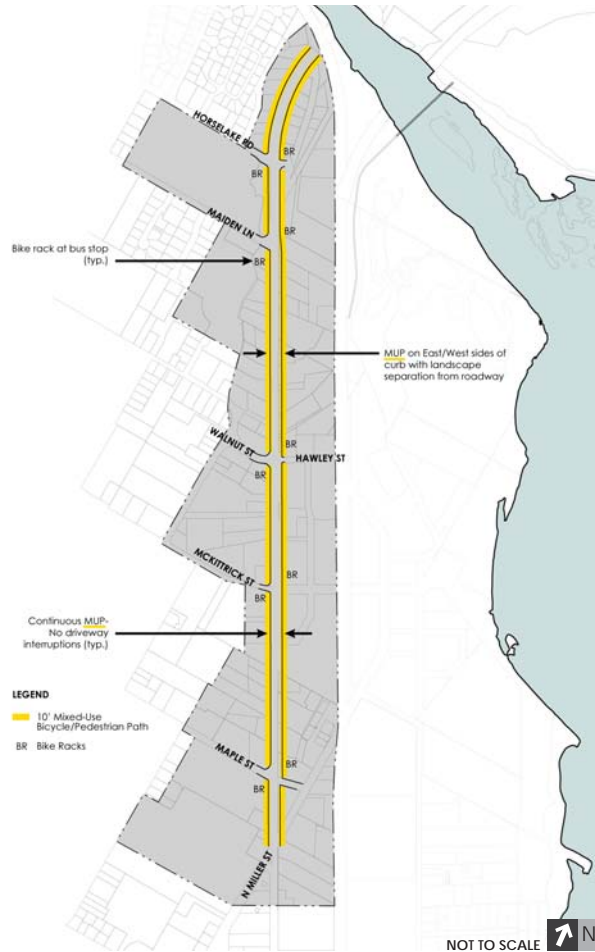 HORSELAKE RD
BR
BR
MAIDEN LN
BR
Bike rack at bus stop
(typ.)
BR
MUP on East/West sides of
curb with landscape
separation from roadway
WALNUT ST
BR
HAWLEY ST
BR
MCKITTRICK ST
BR
BR
Continuous MUP-
No driveway
interruptions (typ.)
LEGEND
10' Mixed-Use
Bicycle/Pedestrian Path
BR Bike Racks
MAPLE ST
BR
BR
N MILLER ST
NOT TO SCALE
N